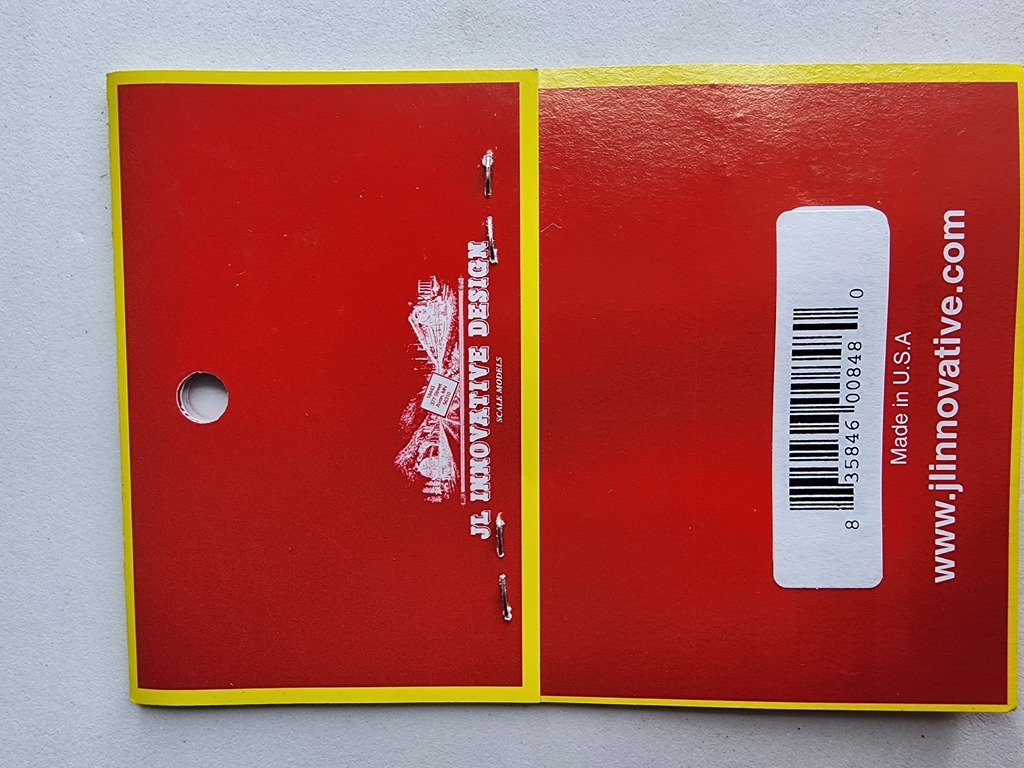 JL INNOVATIVE DESIGN
SCALE MODELS
8 35846 00848 0
Made in U.S.A
www.jlinnovative.com